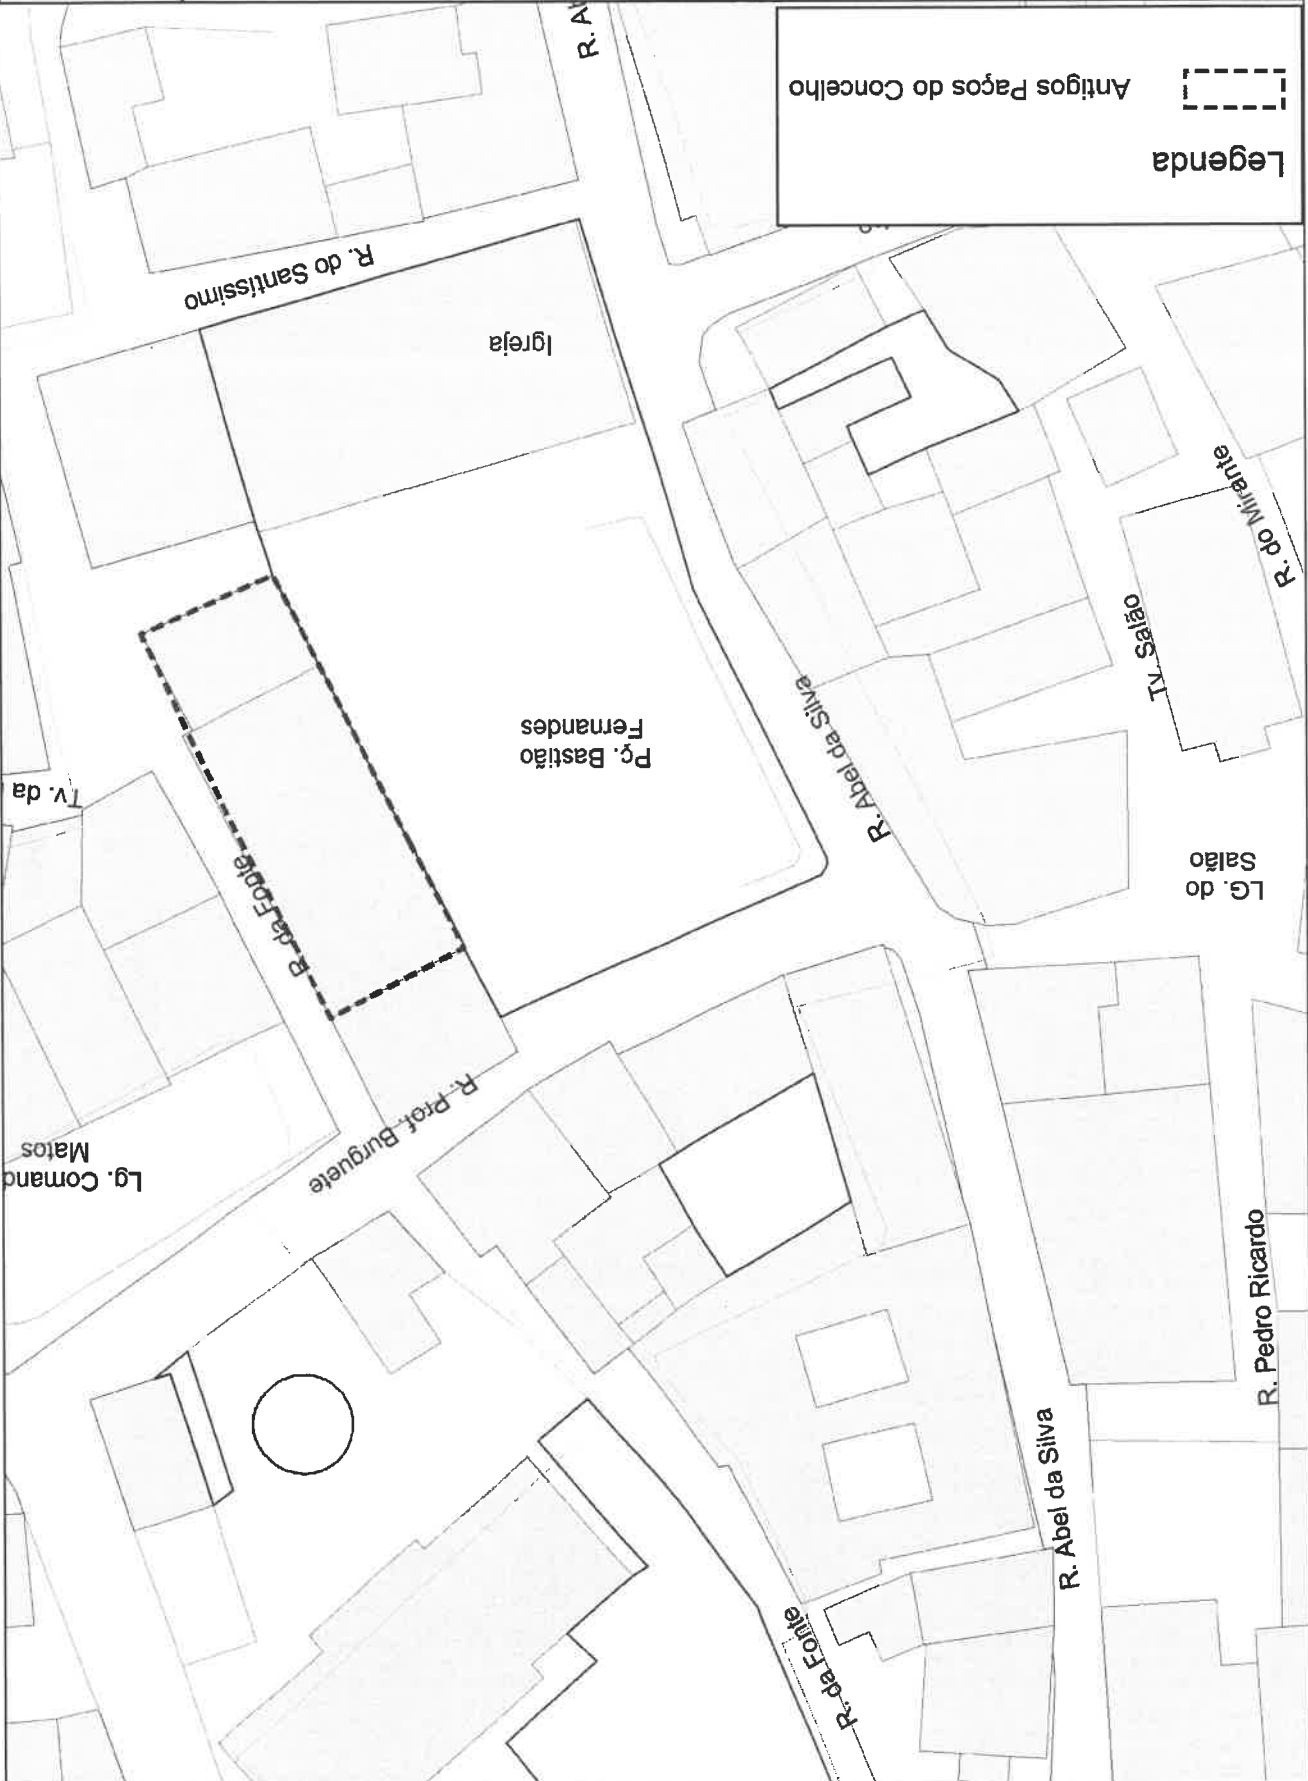 R. da Fonte
R. Abel da Silva
R. Pedro Ricardo
Lg. Comand
Matos
R. Prof. Burguete
LG. do
Salão
R. da Fonte
R. Abel da Silva
Tv. da
Pç. Bastião
Fernandes
Tv. Salão
R. do Mirante
Igreja
R. do Santíssimo
Legenda
Antigos Paços do Concelho